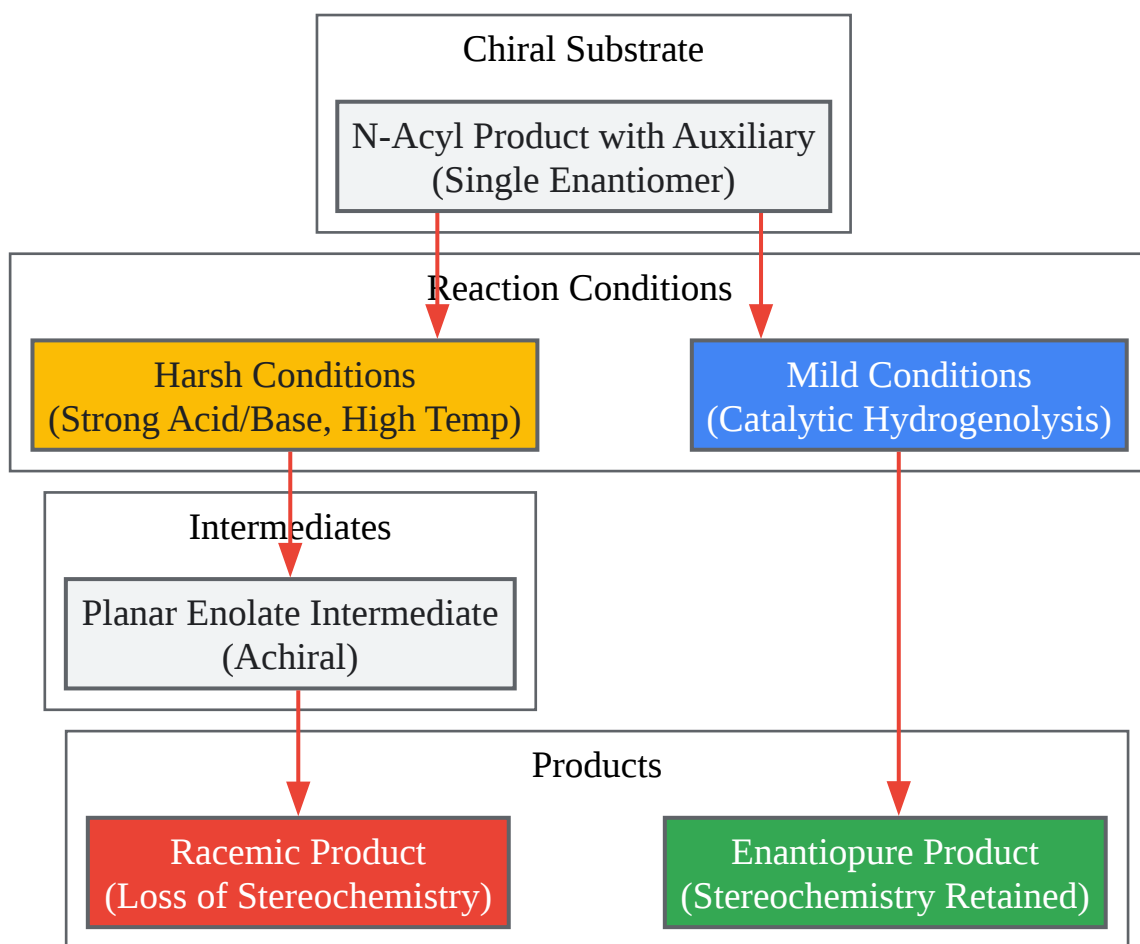 Chiral Substrate
N-Acyl Product with Auxiliary
(Single Enantiomer)
Reaction Conditions
Harsh Conditions
(Strong Acid/Base, High Temp)
Mild Conditions
(Catalytic Hydrogenolysis)
Intermediates
Planar Enolate Intermediate
(Achiral)
Products
Racemic Product
(Loss of Stereochemistry)
Enantiopure Product
(Stereochemistry Retained)